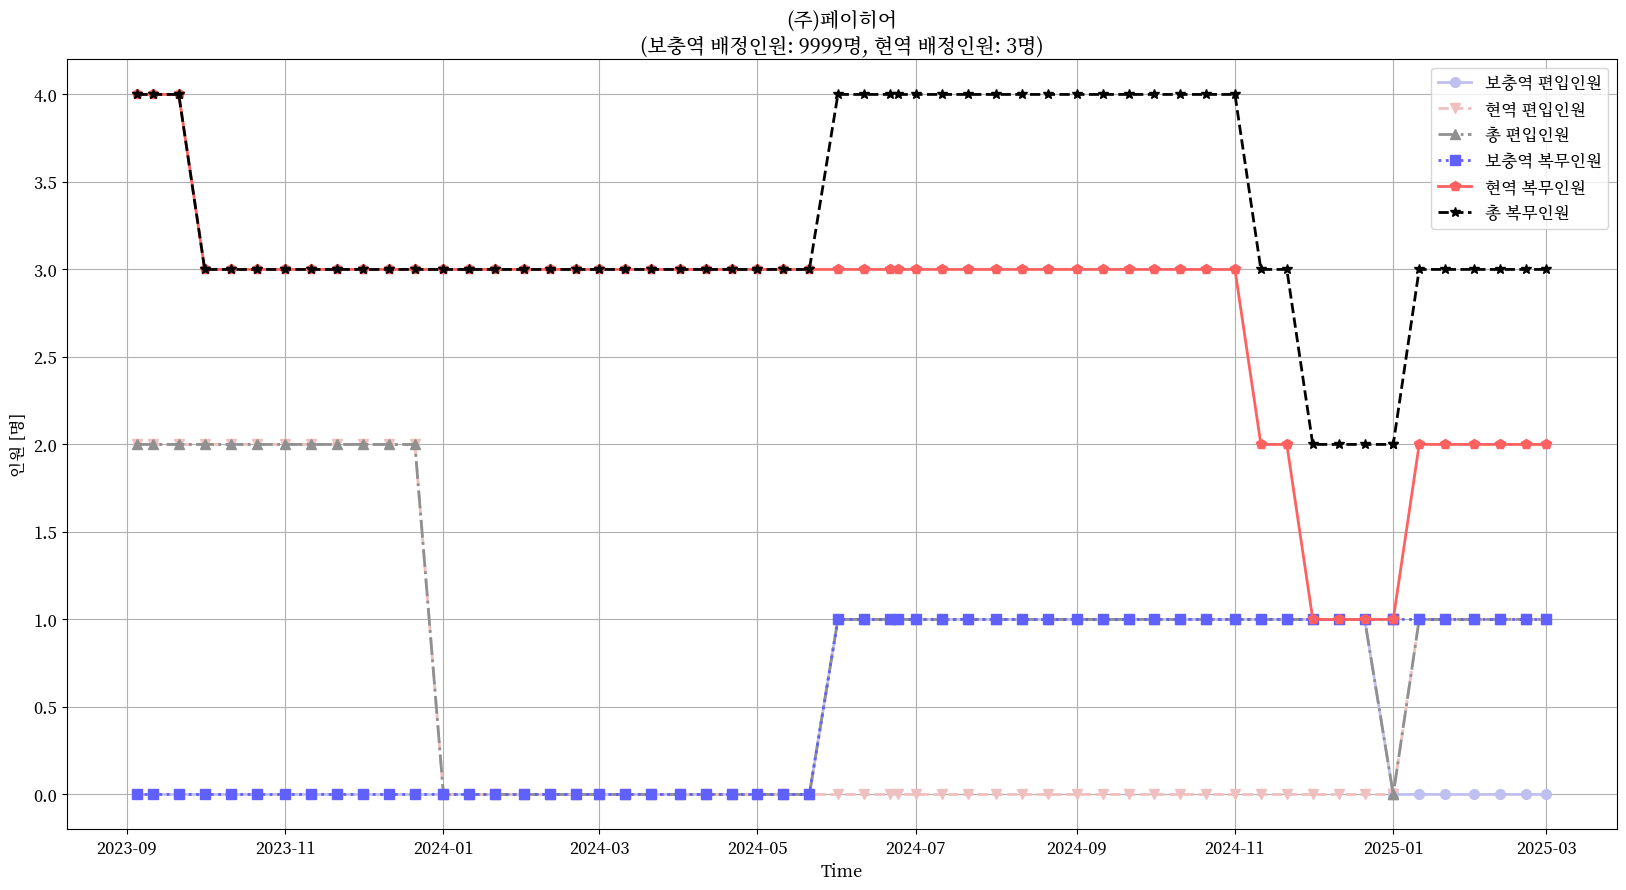 (주)페이히어
(보충역 배정인원: 9999명, 현역 배정인원: 3명)
보충역 편입인원
현역 편입인원
총 편입인원
보충역 복무인원
현역 복무인원
총 복무인원
4.0
3.5
3.0
2.5
2.0
1.5
1.0
0.5
0.0
인원 [명]
2023-09 2023-11 2024-01 2024-03 2024-05 2024-07 2024-09 2024-11 2025-01 2025-03
Time